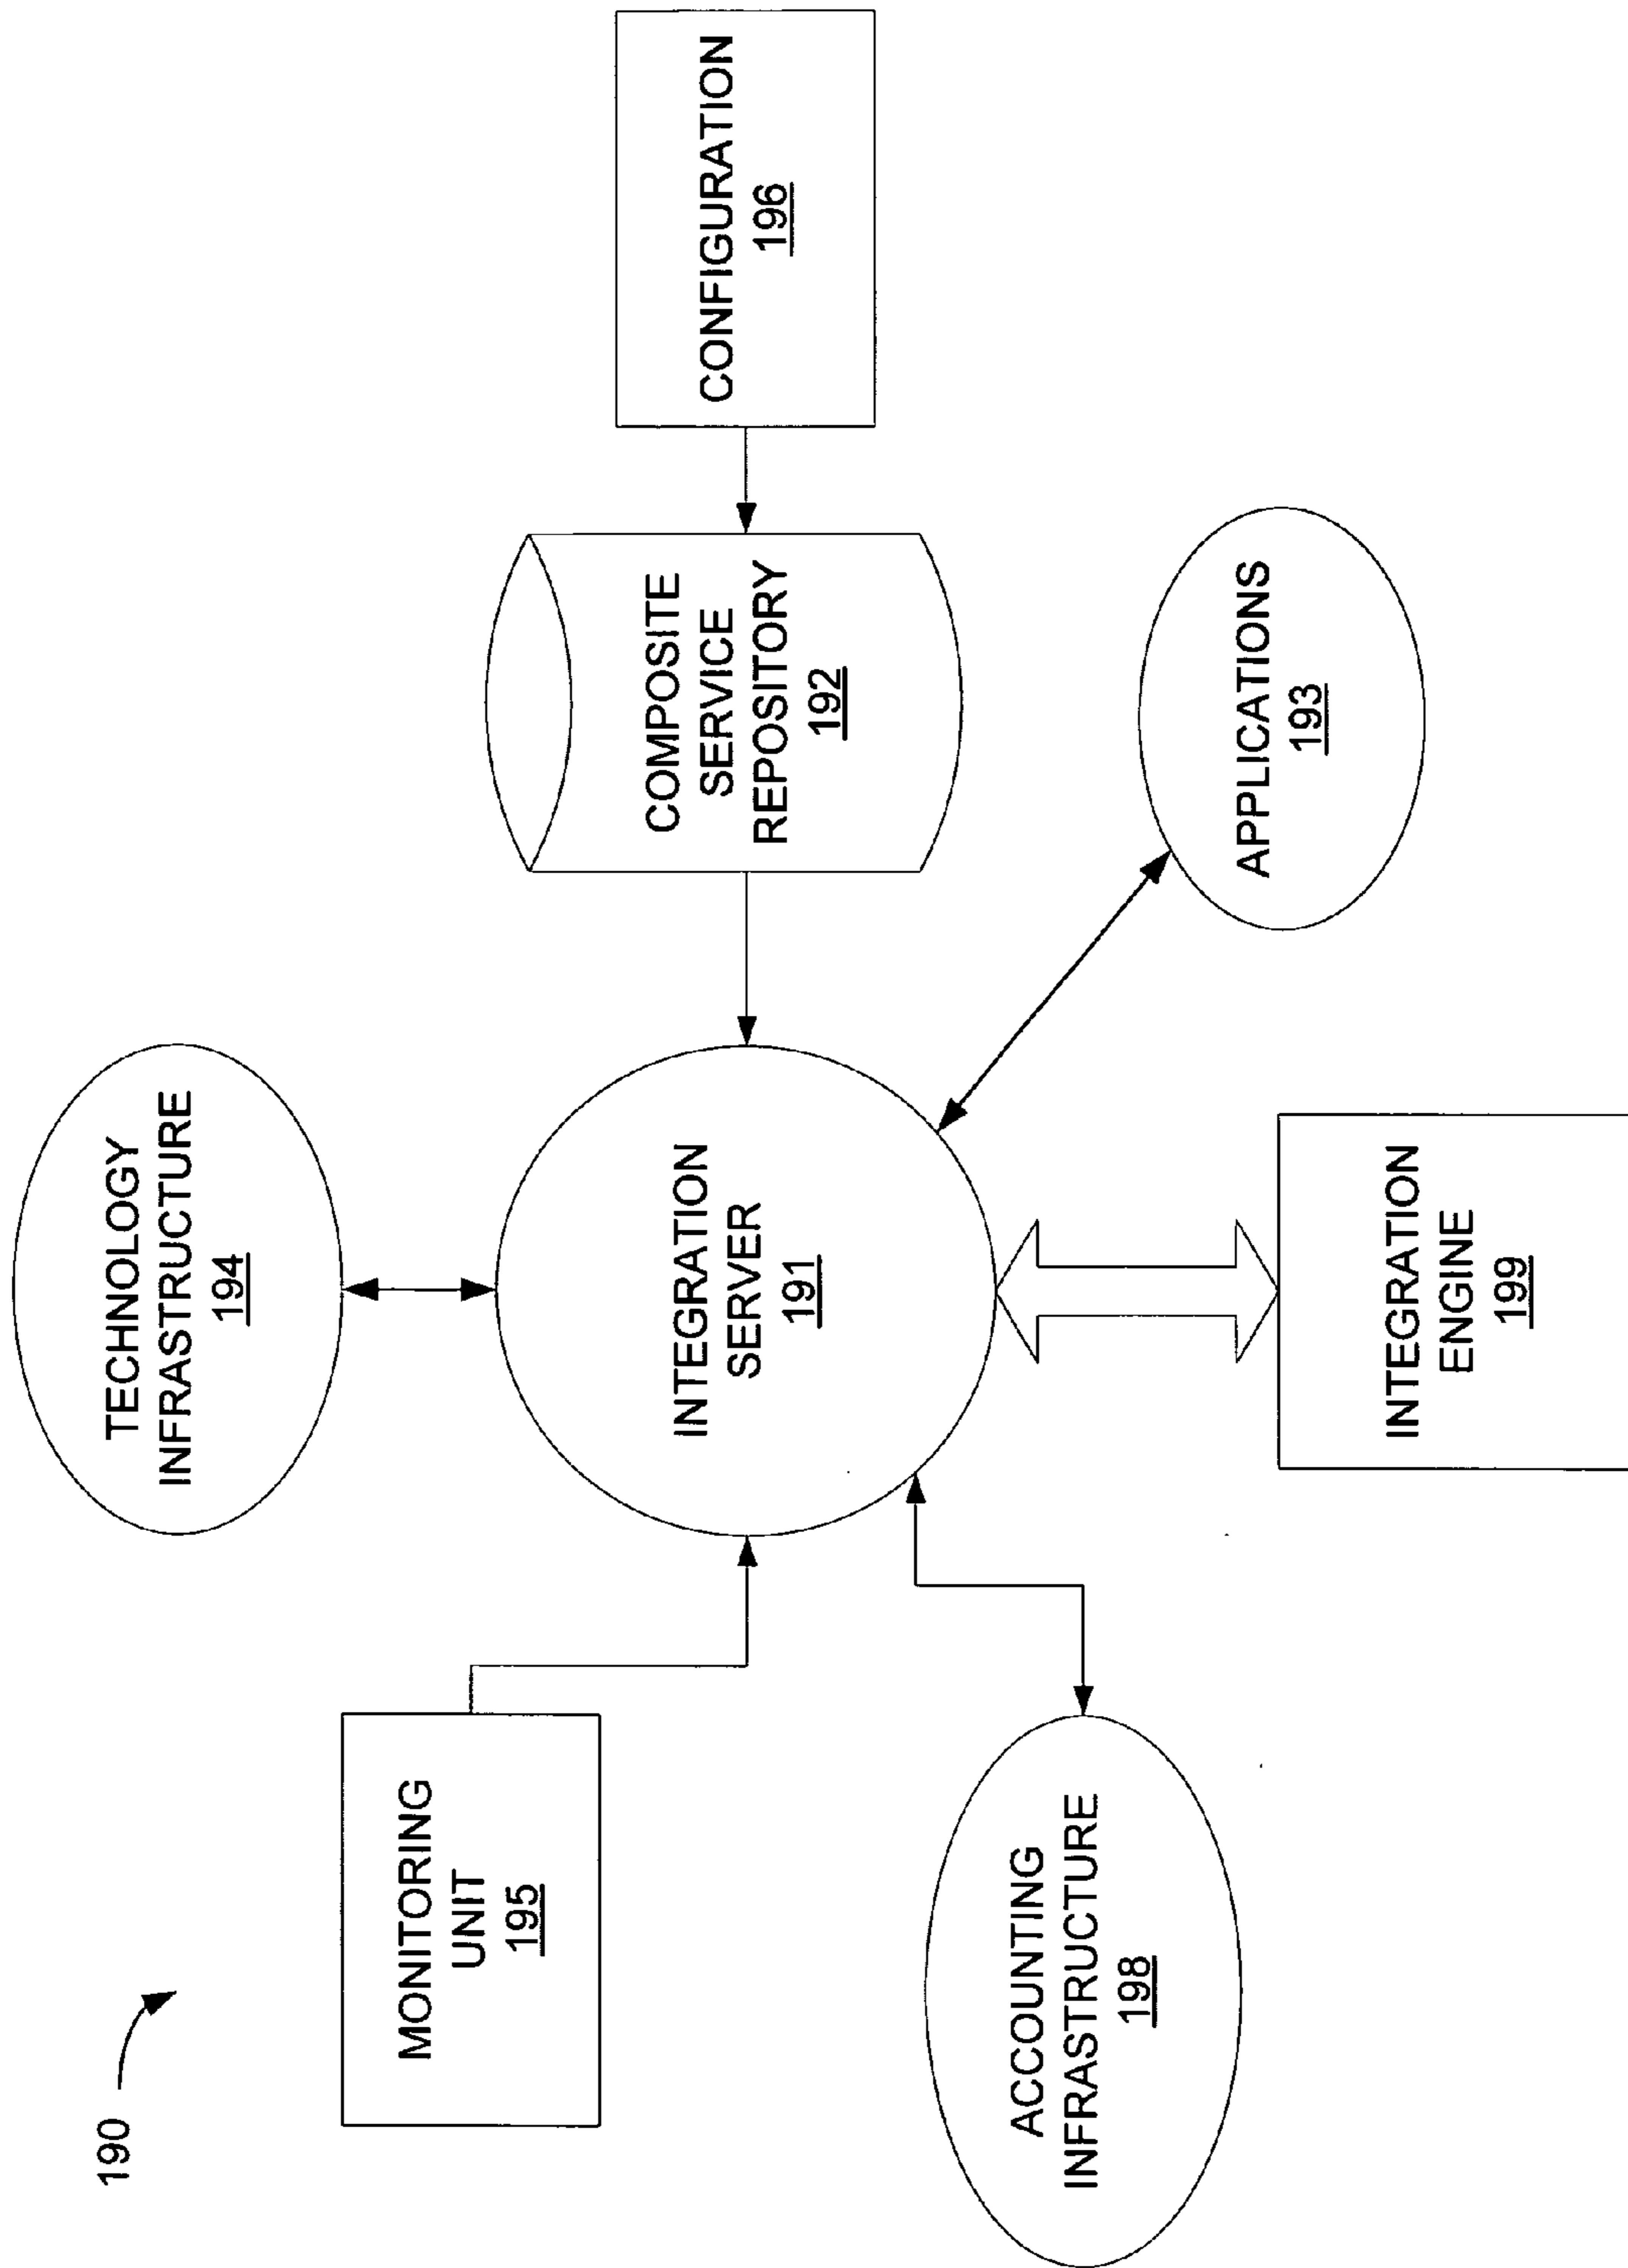 190
MONITORING
UNIT
195
TECHNOLOGY
INFRASTRUCTURE
194
ACCOUNTING
INFRASTRUCTURE
198
INTEGRATION
SERVER
191
COMPOSITE
SERVICE
REPOSITORY
192
CONFIGURATION
196
INTEGRATION
ENGINE
199
APPLICATIONS
193